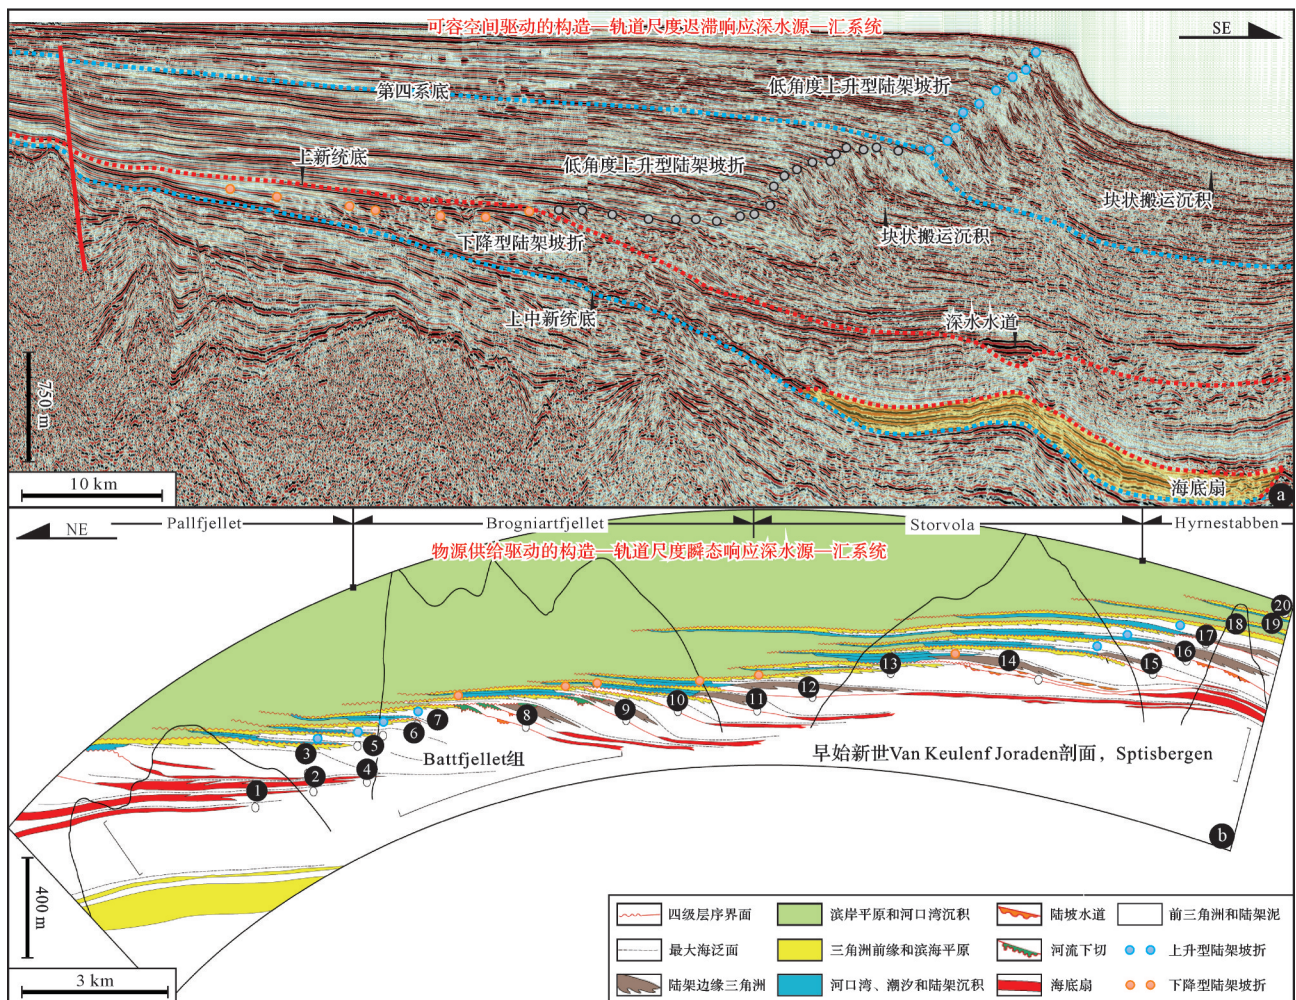 可容空间驱动的构造—轨道尺度迟滞响应深水源—汇系统
SE
第四系底
低角度上升型陆架坡折
上新统底
低角度上升型陆架坡折
块状搬运沉积
下降型陆架坡折
块状搬运沉积
上中新统底
深水水道
750 m
海底扇
10 km
a
NE
Pallfjellet
Brogniartfjellet
Storvola
Hyrnestabben
物源供给驱动的构造—轨道尺度瞬态响应深水源—汇系统
1
2
3
4
5
6
7
8
9
10
11
12
13
14
15
16
17
18
19
20
Battfjellet组
早始新世Van Keulenf Joraden剖面，Sptisbergen
b
400 m
3 km
四级层序界面
滨岸平原和河口湾沉积
陆坡水道
前三角洲和陆架泥
最大海泛面
三角洲前缘和滨海平原
河流下切
上升型陆架坡折
陆架边缘三角洲
河口湾、潮汐和陆架沉积
海底扇
下降型陆架坡折